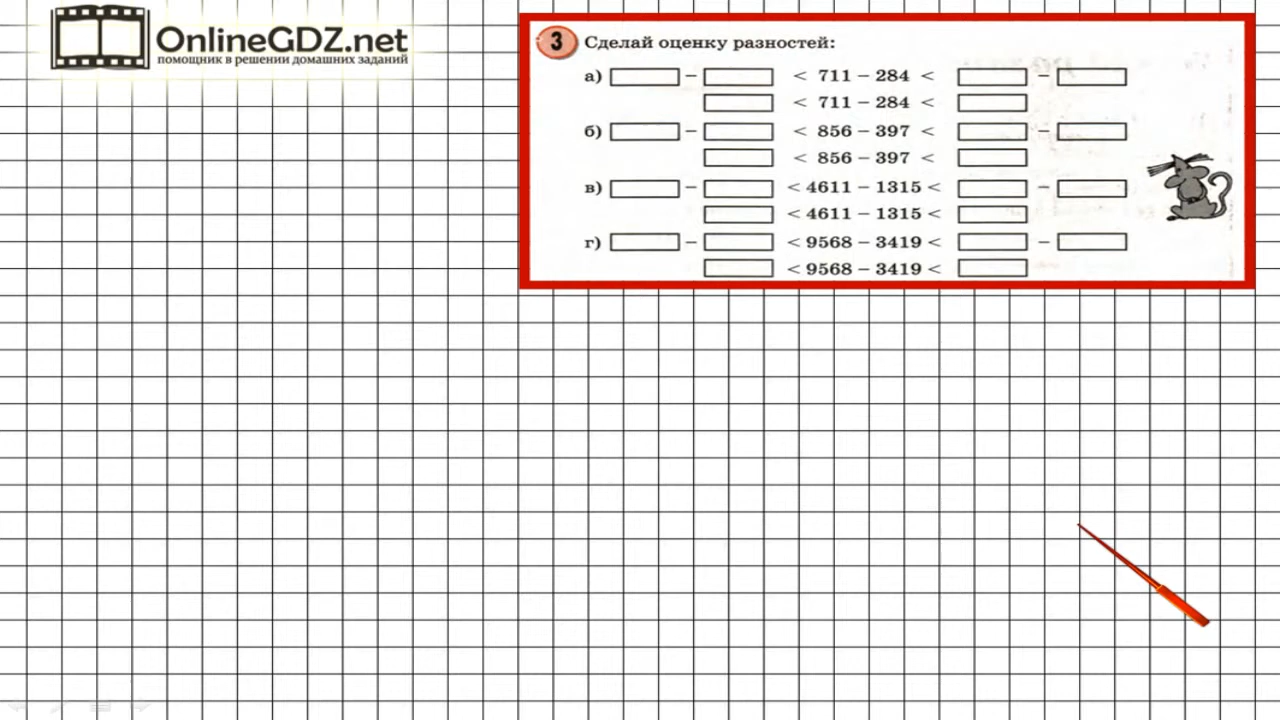 OnlineGDZ.net
помощник в решении домашних заданий
3 Сделай оценку разностей:
а) – < 711 – 284 < –
< 711 – 284 <
б) – < 856 – 397 < –
< 856 – 397 <
в) – < 4611 – 1315 < –
< 4611 – 1315 <
г) – < 9568 – 3419 < –
< 9568 – 3419 <